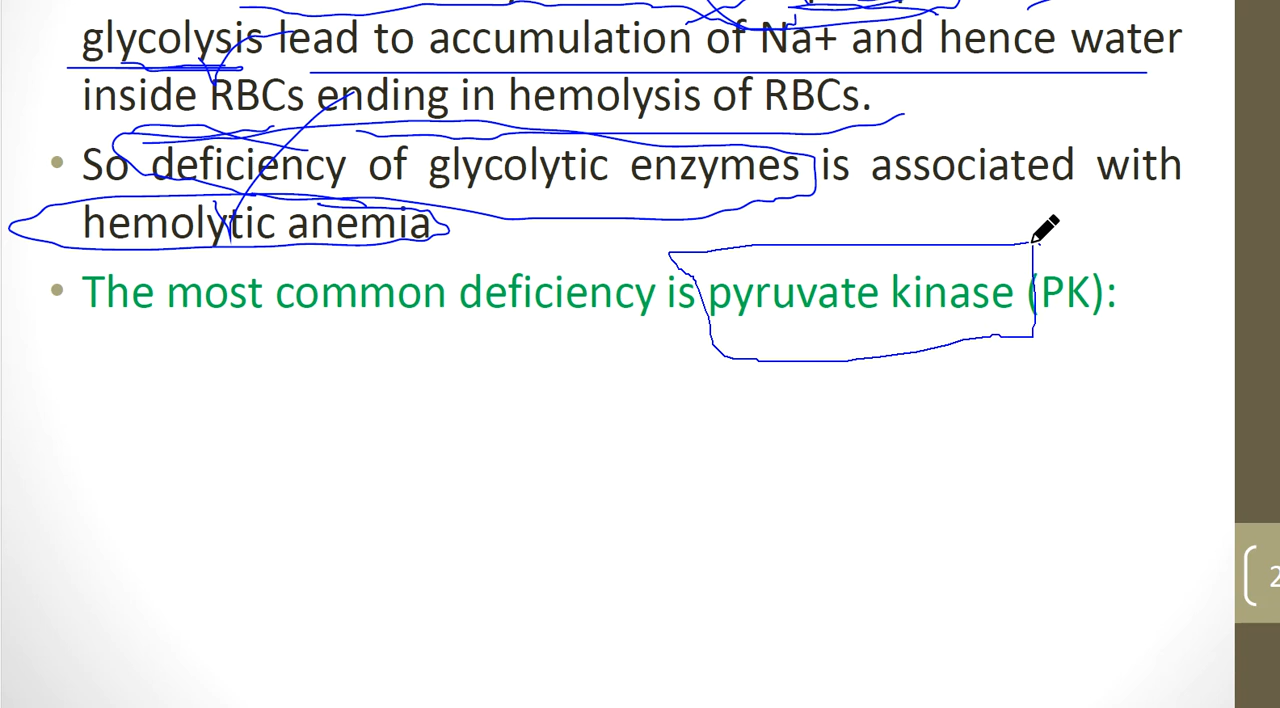 glycolysis lead to accumulation of Na+ and hence water
inside RBCs ending in hemolysis of RBCs.
• So deficiency of glycolytic enzymes is associated with
hemolytic anemia
• The most common deficiency is pyruvate kinase (PK):
2